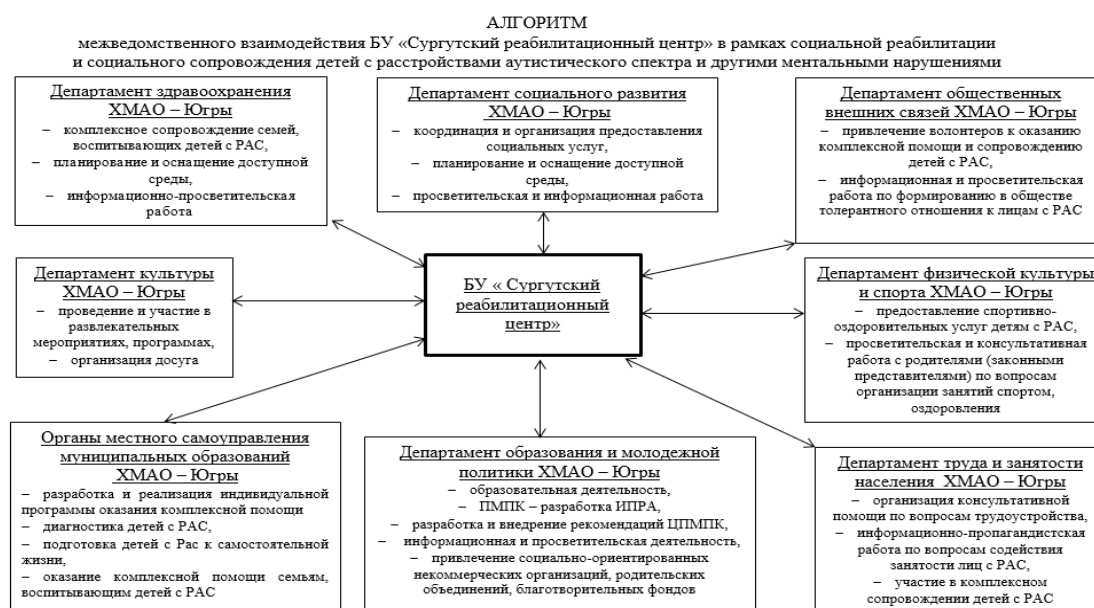 АЛГОРИТМ
межведомственного взаимодействия БУ «Сургутский реабилитационный центр» в рамках социальной реабилитации
и социального сопровождения детей с расстройствами аутистического спектра и другими ментальными нарушениями
Департамент здравоохранения
ХМАО – Югры
– комплексное сопровождение семей,
воспитывающих детей с РАС,
– планирование и оснащение доступной
среды,
– информационно-просветительская
работа
Департамент социального развития
ХМАО – Югры
– координация и организация предоставления
социальных услуг,
– планирование и оснащение доступной
среды,
– просветительская и информационная работа
Департамент общественных
внешних связей ХМАО – Югры
– привлечение волонтеров к оказанию
комплексной помощи и сопровождению
детей с РАС,
– информационная и просветительская
работа по формированию в обществе
толерантного отношения к лицам с РАС
Департамент культуры
ХМАО – Югры
– проведение и участие в
развлекательных
мероприятиях, программах,
– организация досуга
БУ « Сургутский
реабилитационный
центр»
Департамент физической культуры
и спорта ХМАО – Югры
– предоставление спортивно-
оздоровительных услуг детям с РАС,
– просветительская и консультативная
работа с родителями (законными
представителями) по вопросам
организации занятий спортом,
оздоровления
Органы местного самоуправления
муниципальных образований
ХМАО – Югры
– разработка и реализация индивидуальной
программы оказания комплексной помощи
– диагностика детей с РАС,
– подготовка детей с Рас к самостоятельной
жизни,
– оказание комплексной помощи семьям,
воспитывающим детей с РАС
Департамент образования и молодежной
политики ХМАО – Югры
– образовательная деятельность,
– ПМПК – разработка ИПРА,
– разработка и внедрение рекомендаций ЦПМПК,
– информационная и просветительская деятельность,
– привлечение социально-ориентированных
некоммерческих организаций, родительских
объединений, благотворительных фондов
Департамент труда и занятости
населения ХМАО – Югры
– организация консультативной
помощи по вопросам трудоустройства,
– информационно-пропагандистская
работа по вопросам содействия
занятости лиц с РАС,
– участие в комплексном
сопровождении детей с РАС